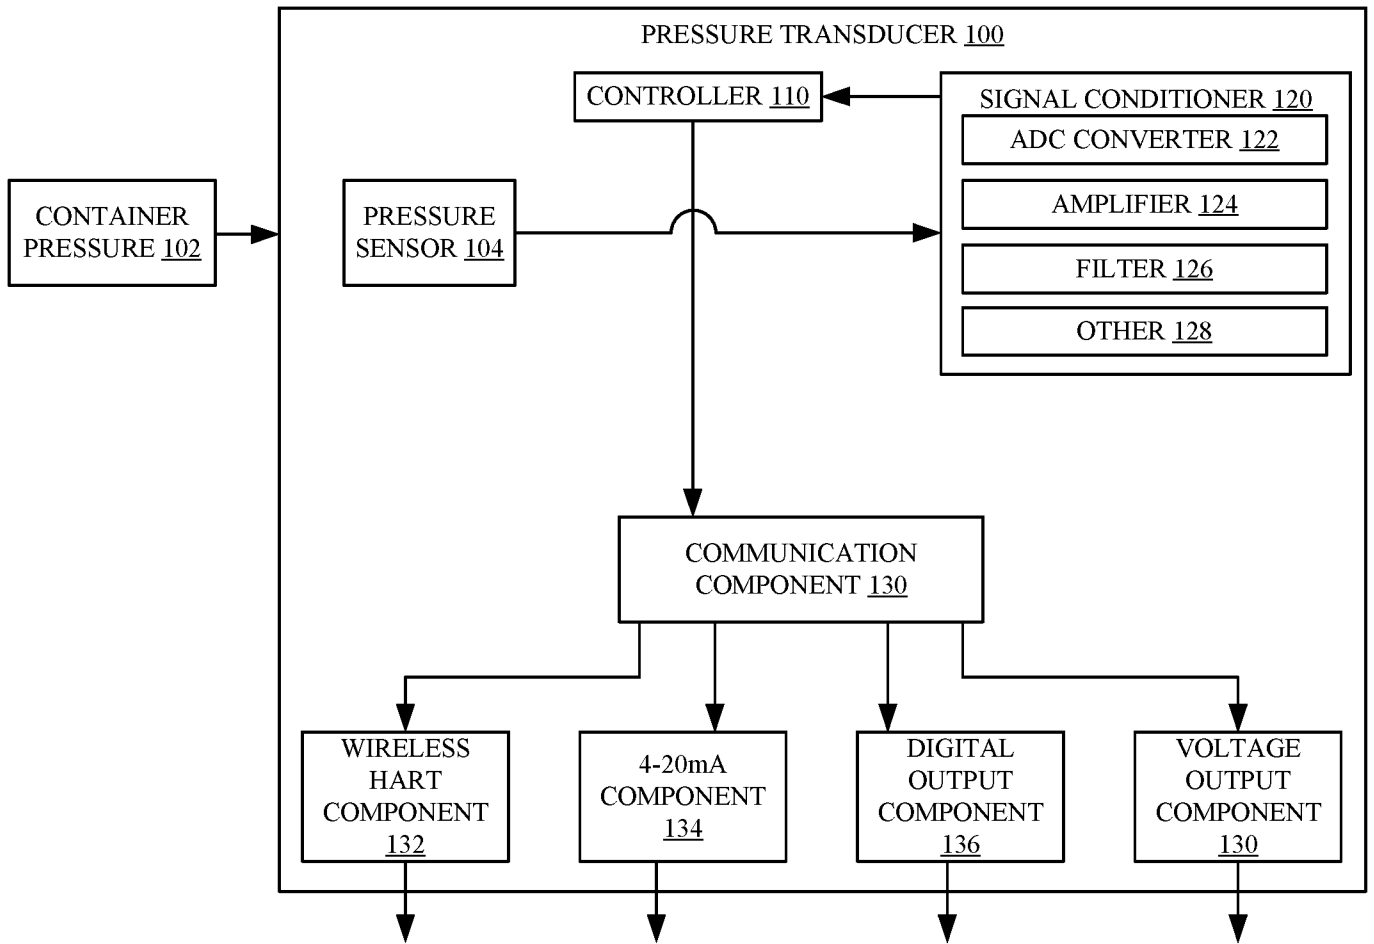 PRESSURE TRANSDUCER 100
CONTROLLER 110
SIGNAL CONDITIONER 120
ADC CONVERTER 122
AMPLIFIER 124
FILTER 126
OTHER 128
CONTAINER
PRESSURE 102
PRESSURE
SENSOR 104
COMMUNICATION
COMPONENT 130
WIRELESS
HART
COMPONENT
132
4-20mA
COMPONENT
134
DIGITAL
OUTPUT
COMPONENT
136
VOLTAGE
OUTPUT
COMPONENT
130